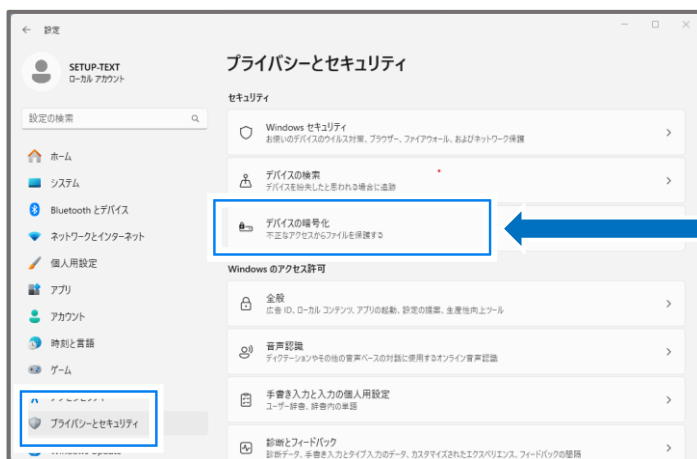 設定
SETUP-TEXT
ローカル アカウント
設定の検索
ホーム
システム
Bluetooth とデバイス
ネットワークとインターネット
個人用設定
アプリ
アカウント
時刻と言語
ゲーム
プライバシーとセキュリティ
Windows Update
プライバシーとセキュリティ
セキュリティ
Windows セキュリティ
お使いのデバイスのウイルス対策、ブラウザー、ファイアウォール、およびネットワーク保護
デバイスの検索
デバイスを紛失したと思われる場合に追跡
デバイスの暗号化
不正なアクセスからファイルを保護する
Windows のアクセス許可
全般
広告 ID、ローカル コンテンツ、アプリの起動、設定の提案、生産性向上ツール
音声認識
ディクテーションやその他の音声ベースの対話に使用するオンライン音声認識
手書き入力と入力の個人用設定
ユーザー辞書、辞書内の単語
診断とフィードバック
診断データ、手書き入力とタイプ入力のデータ、カスタマイズされたエクスペリエンス、フィードバックの間隔